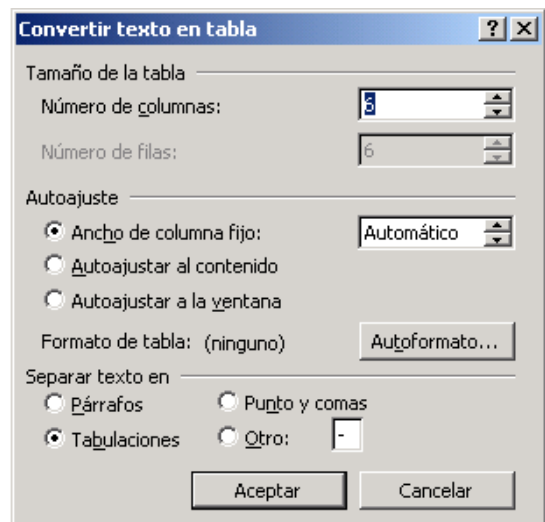 Convertir texto en tabla ? ×
Tamaño de la tabla
Número de columnas: 6
Número de filas: 6
Autoajuste
Ancho de columna fijo: Automático
Autoajustar al contenido
Autoajustar a la ventana
Formato de tabla: (ninguno) Autoformato...
Separar texto en
Párrafos Punto y comas
Tabulaciones Otro: -
Aceptar Cancelar